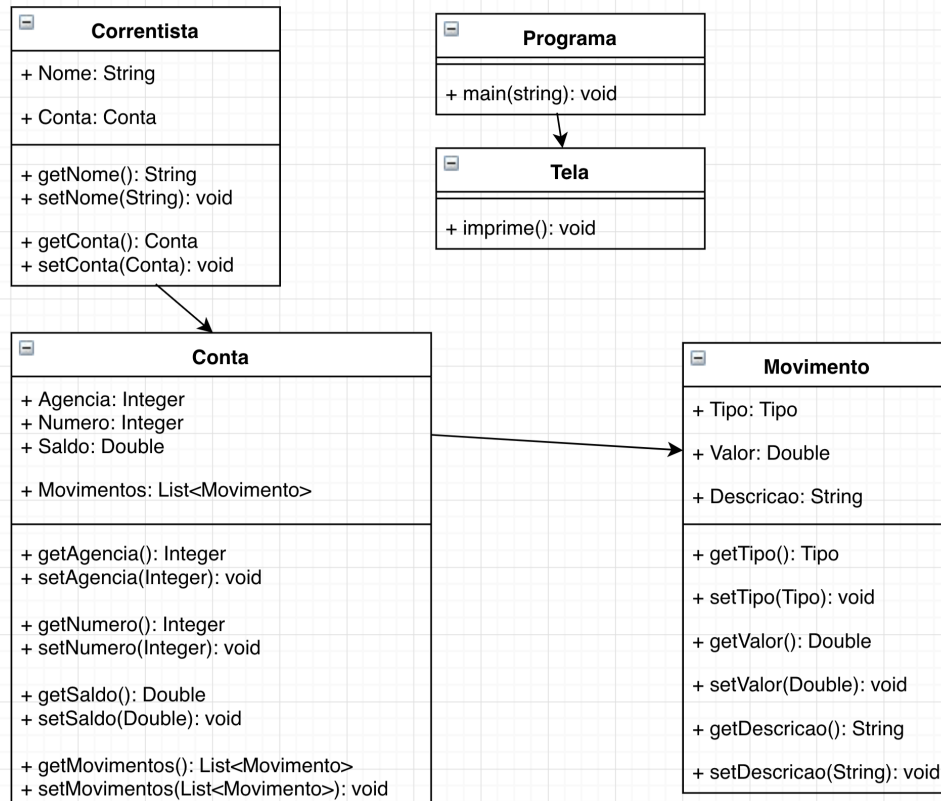 Correntista
+ Nome: String
+ Conta: Conta
+ getNome(): String
+ setNome(String): void
+ getConta(): Conta
+ setConta(Conta): void
Programa
+ main(string): void
Tela
+ imprime(): void
Conta
+ Agencia: Integer
+ Numero: Integer
+ Saldo: Double
+ Movimentos: List<Movimento>
+ getAgencia(): Integer
+ setAgencia(Integer): void
+ getNumero(): Integer
+ setNumero(Integer): void
+ getSaldo(): Double
+ setSaldo(Double): void
+ getMovimentos(): List<Movimento>
+ setMovimentos(List<Movimento>): void
Movimento
+ Tipo: Tipo
+ Valor: Double
+ Descricao: String
+ getTipo(): Tipo
+ setTipo(Tipo): void
+ getValor(): Double
+ setValor(Double): void
+ getDescricao(): String
+ setDescricao(String): void